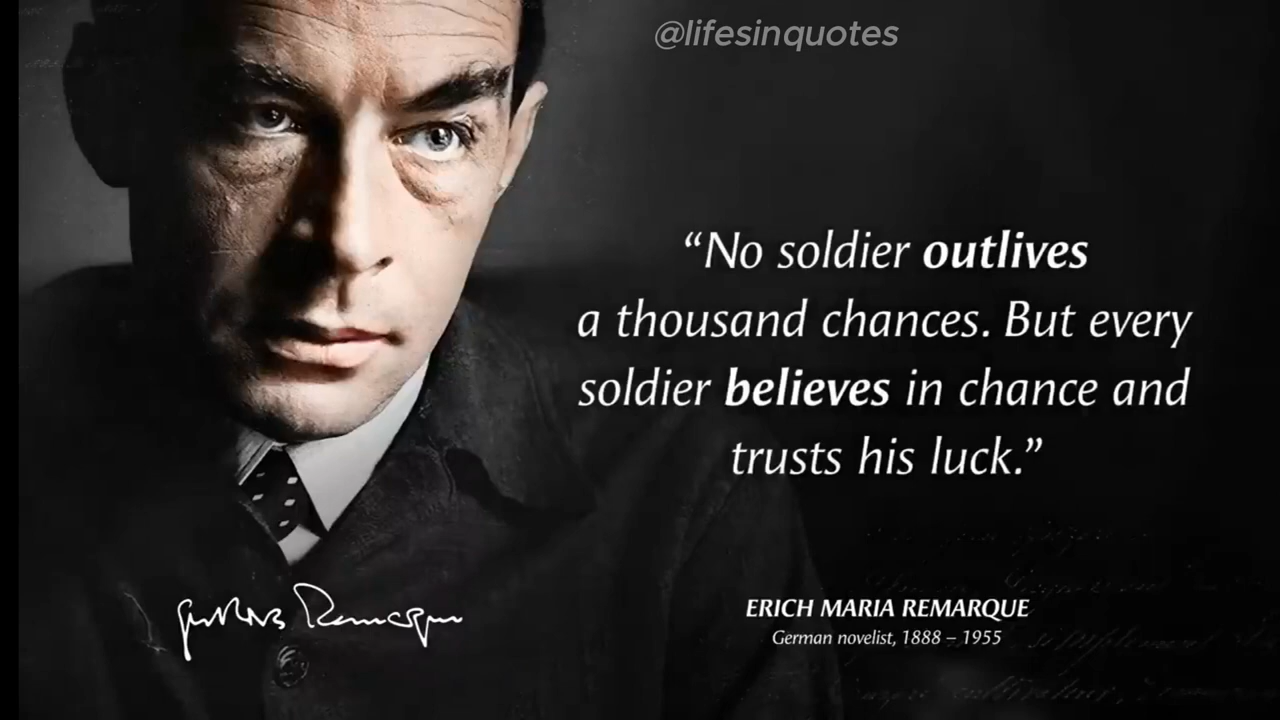 @lifesinquotes
“No soldier outlives
a thousand chances. But every
soldier believes in chance and
trusts his luck.”
ERICH MARIA REMARQUE
German novelist, 1888 – 1955
Remarque